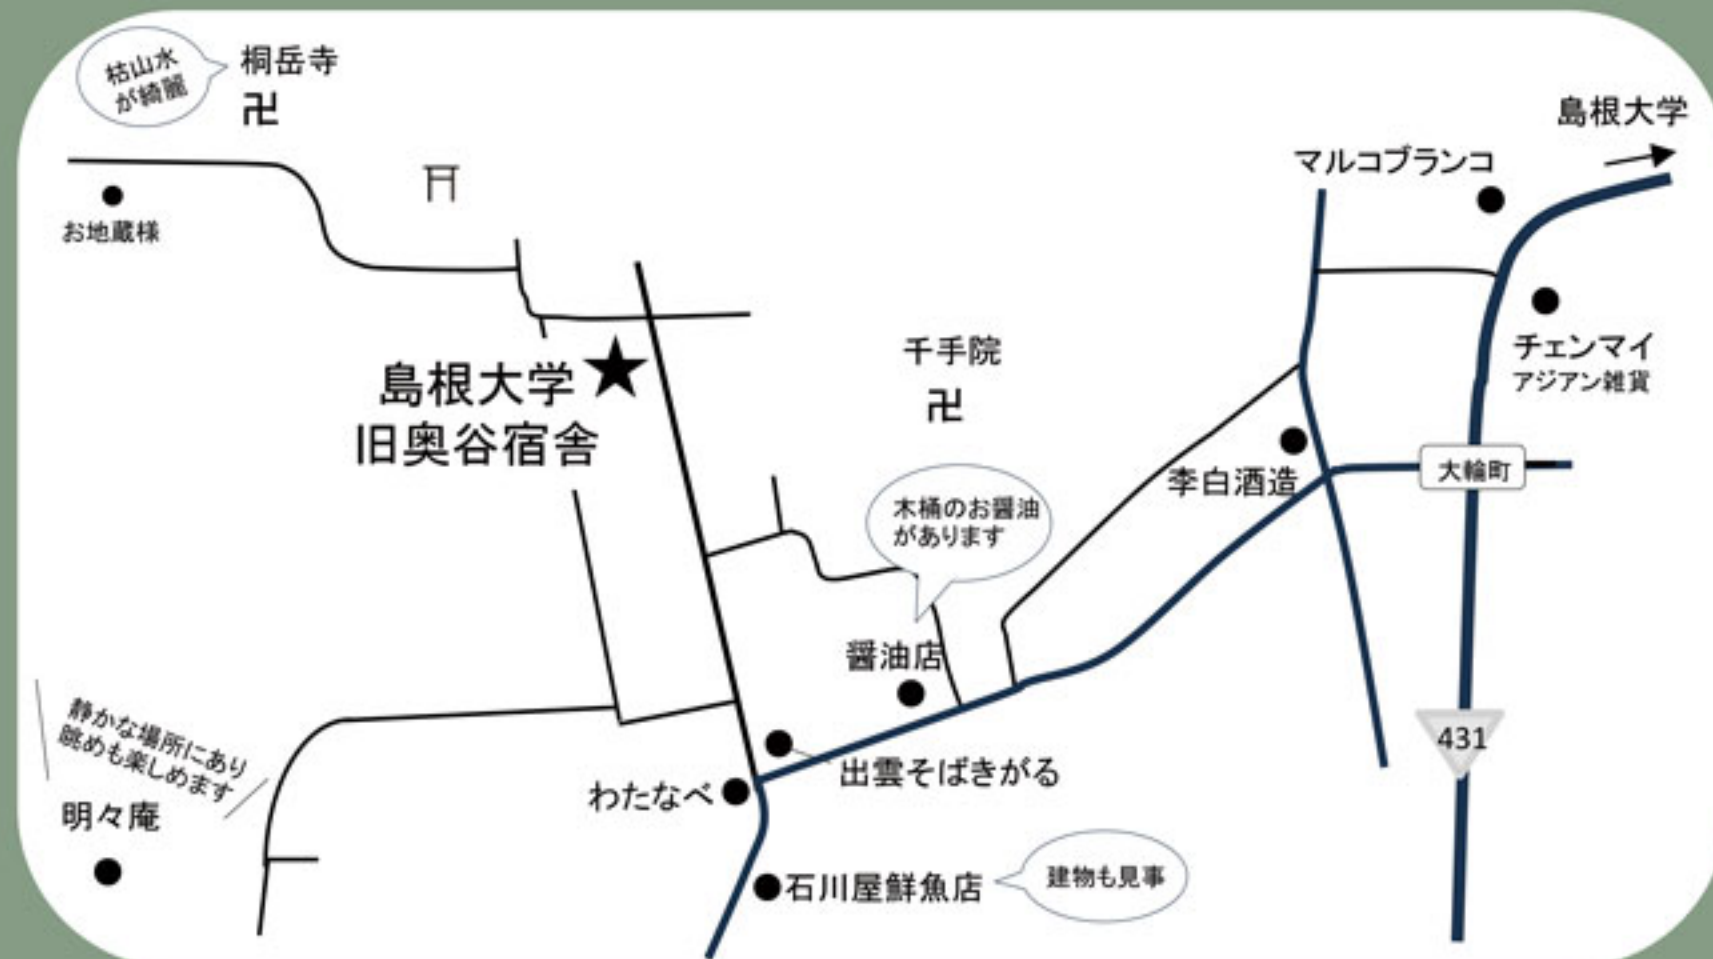 枯山水
が綺麗
桐岳寺
卍
お地蔵様
島根大学
マルコブランコ
チェンマイ
アジアン雑貨
島根大学
旧奥谷宿舎
千手院
卍
木桶のお醤油
があります
李白酒造
大輪町
醤油店
431
静かな場所にあり
眺めも楽しめます
明々庵
わたなべ
出雲そばきがる
石川屋鮮魚店
建物も見事